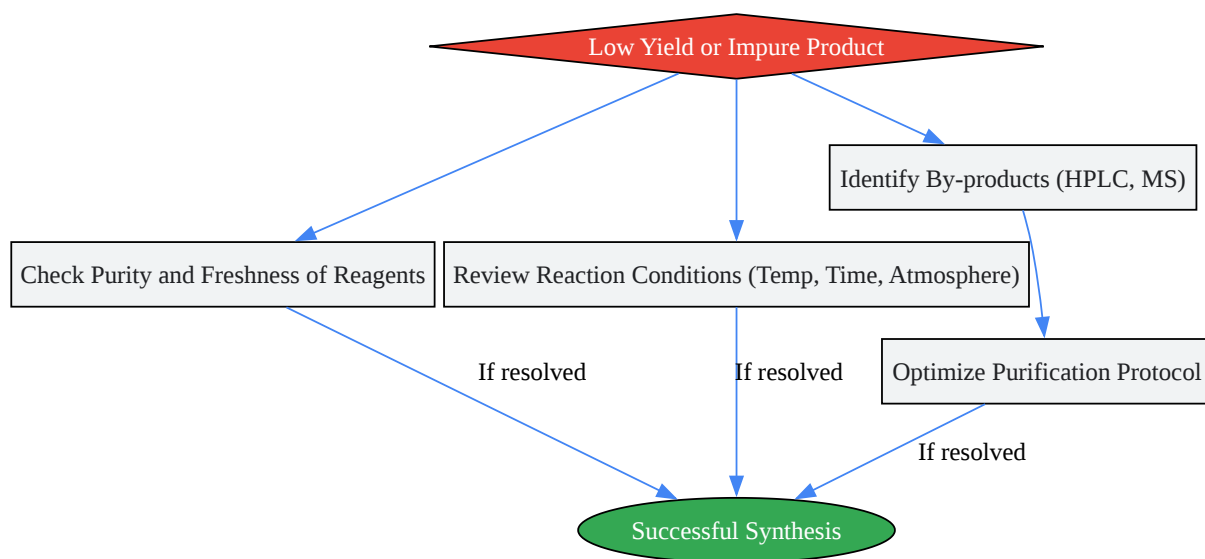 Low Yield or Impure Product
Identify By-products (HPLC, MS)
Check Purity and Freshness of Reagents
Review Reaction Conditions (Temp, Time, Atmosphere)
If resolved
If resolved
Optimize Purification Protocol
If resolved
Successful Synthesis